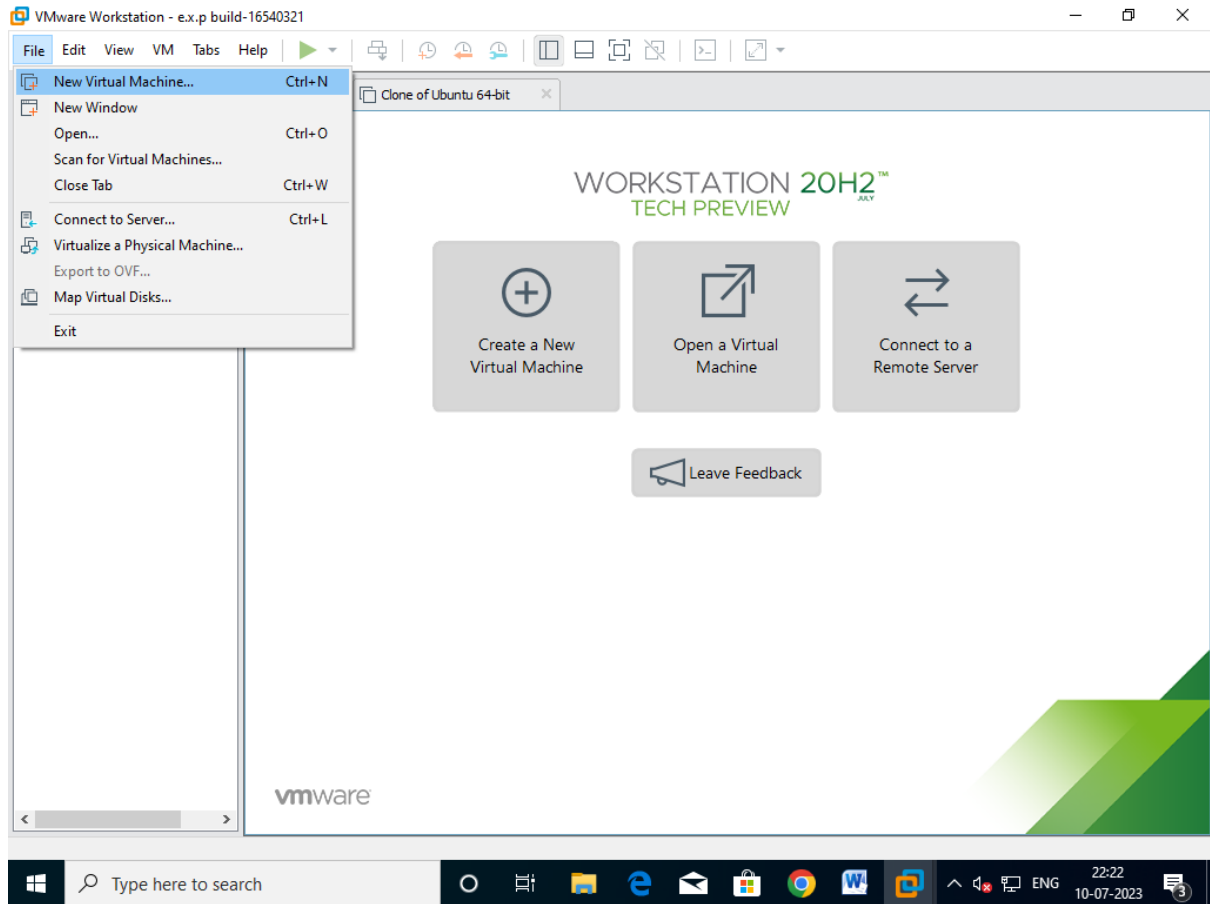 VMware Workstation - e.x.p build-16540321
File Edit View VM Tabs Help
New Virtual Machine... Ctrl+N
New Window
Open... Ctrl+O
Scan for Virtual Machines...
Close Tab Ctrl+W
Connect to Server... Ctrl+L
Virtualize a Physical Machine...
Export to OVF...
Map Virtual Disks...
Exit
Clone of Ubuntu 64-bit
WORKSTATION 20H2™
JULY
TECH PREVIEW
Create a New
Virtual Machine
Open a Virtual
Machine
Connect to a
Remote Server
Leave Feedback
vmware
Type here to search
ENG
22:22
10-07-2023
3